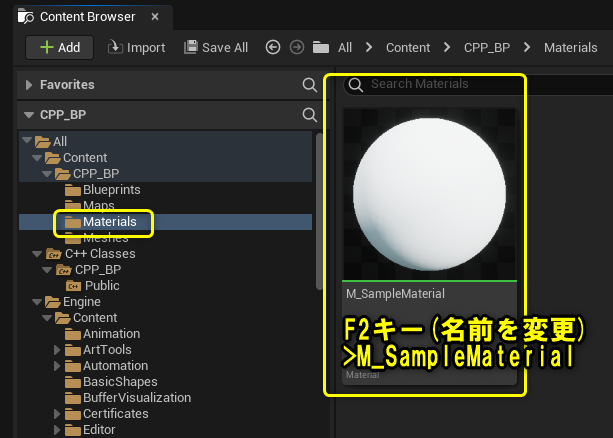 Content Browser
Add
Import
Save All
All
Content
CPP_BP
Materials
Favorites
CPP_BP
Search Materials
All
Content
CPP_BP
Blueprints
Maps
Materials
Meshes
C++ Classes
CPP_BP
Public
Engine
Content
Animation
ArtTools
Automation
BasicShapes
BufferVisualization
Certificates
Editor
M_SampleMaterial
F2キー(名前を変更)
>M_SampleMaterial
Material